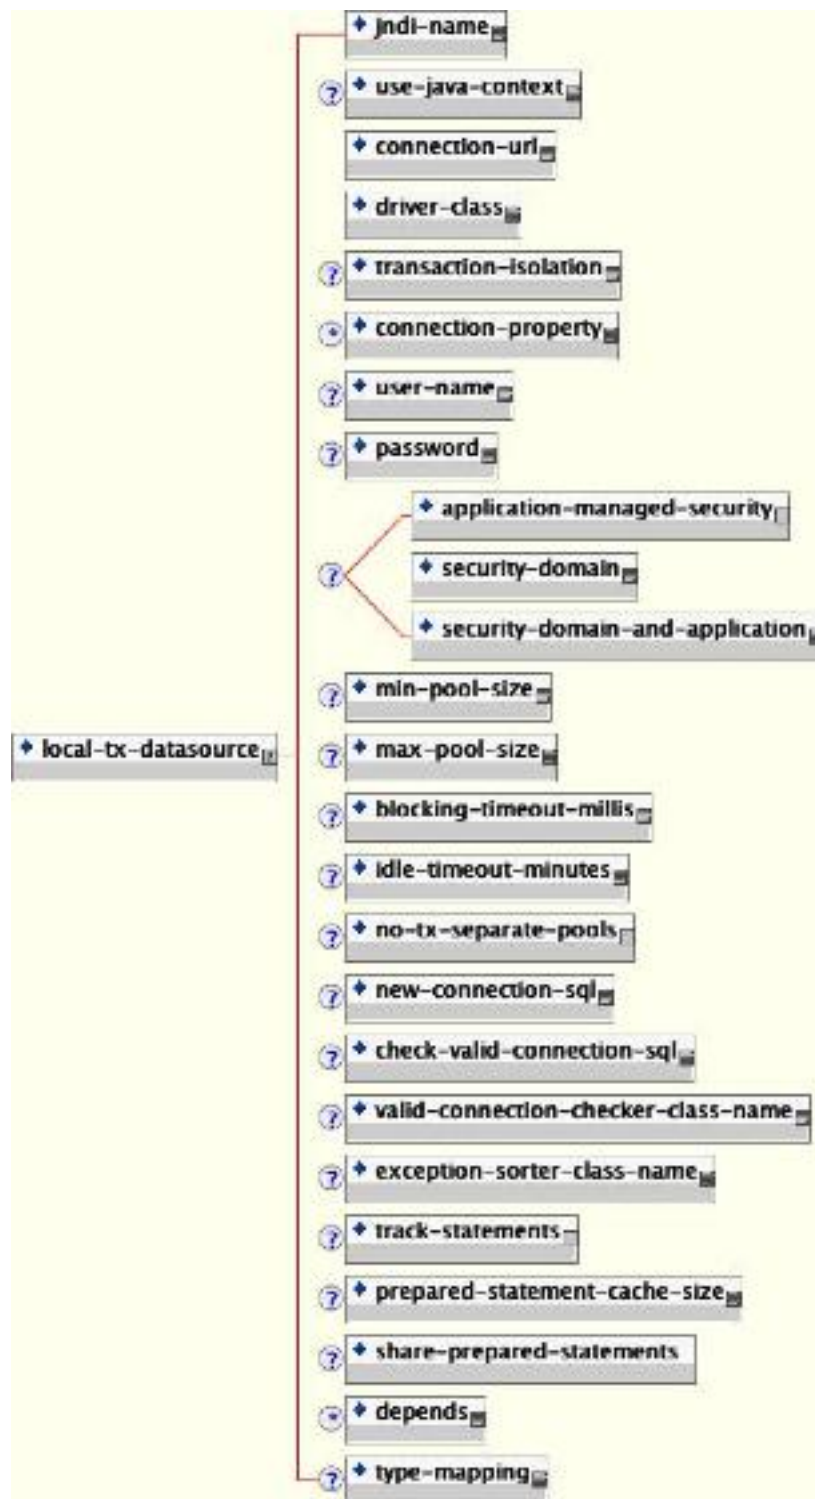 jndi-name
? use-java-context
connection-url
driver-class
? transaction-isolation
* connection-property
? user-name
? password
application-managed-security
? security-domain
security-domain-and-application
? min-pool-size
local-tx-datasource
? max-pool-size
? blocking-timeout-millis
? idle-timeout-minutes
? no-tx-separate-pools
? new-connection-sql
? check-valid-connection-sql
? valid-connection-checker-class-name
? exception-sorter-class-name
? track-statements
? prepared-statement-cache-size
? share-prepared-statements
* depends
? type-mapping